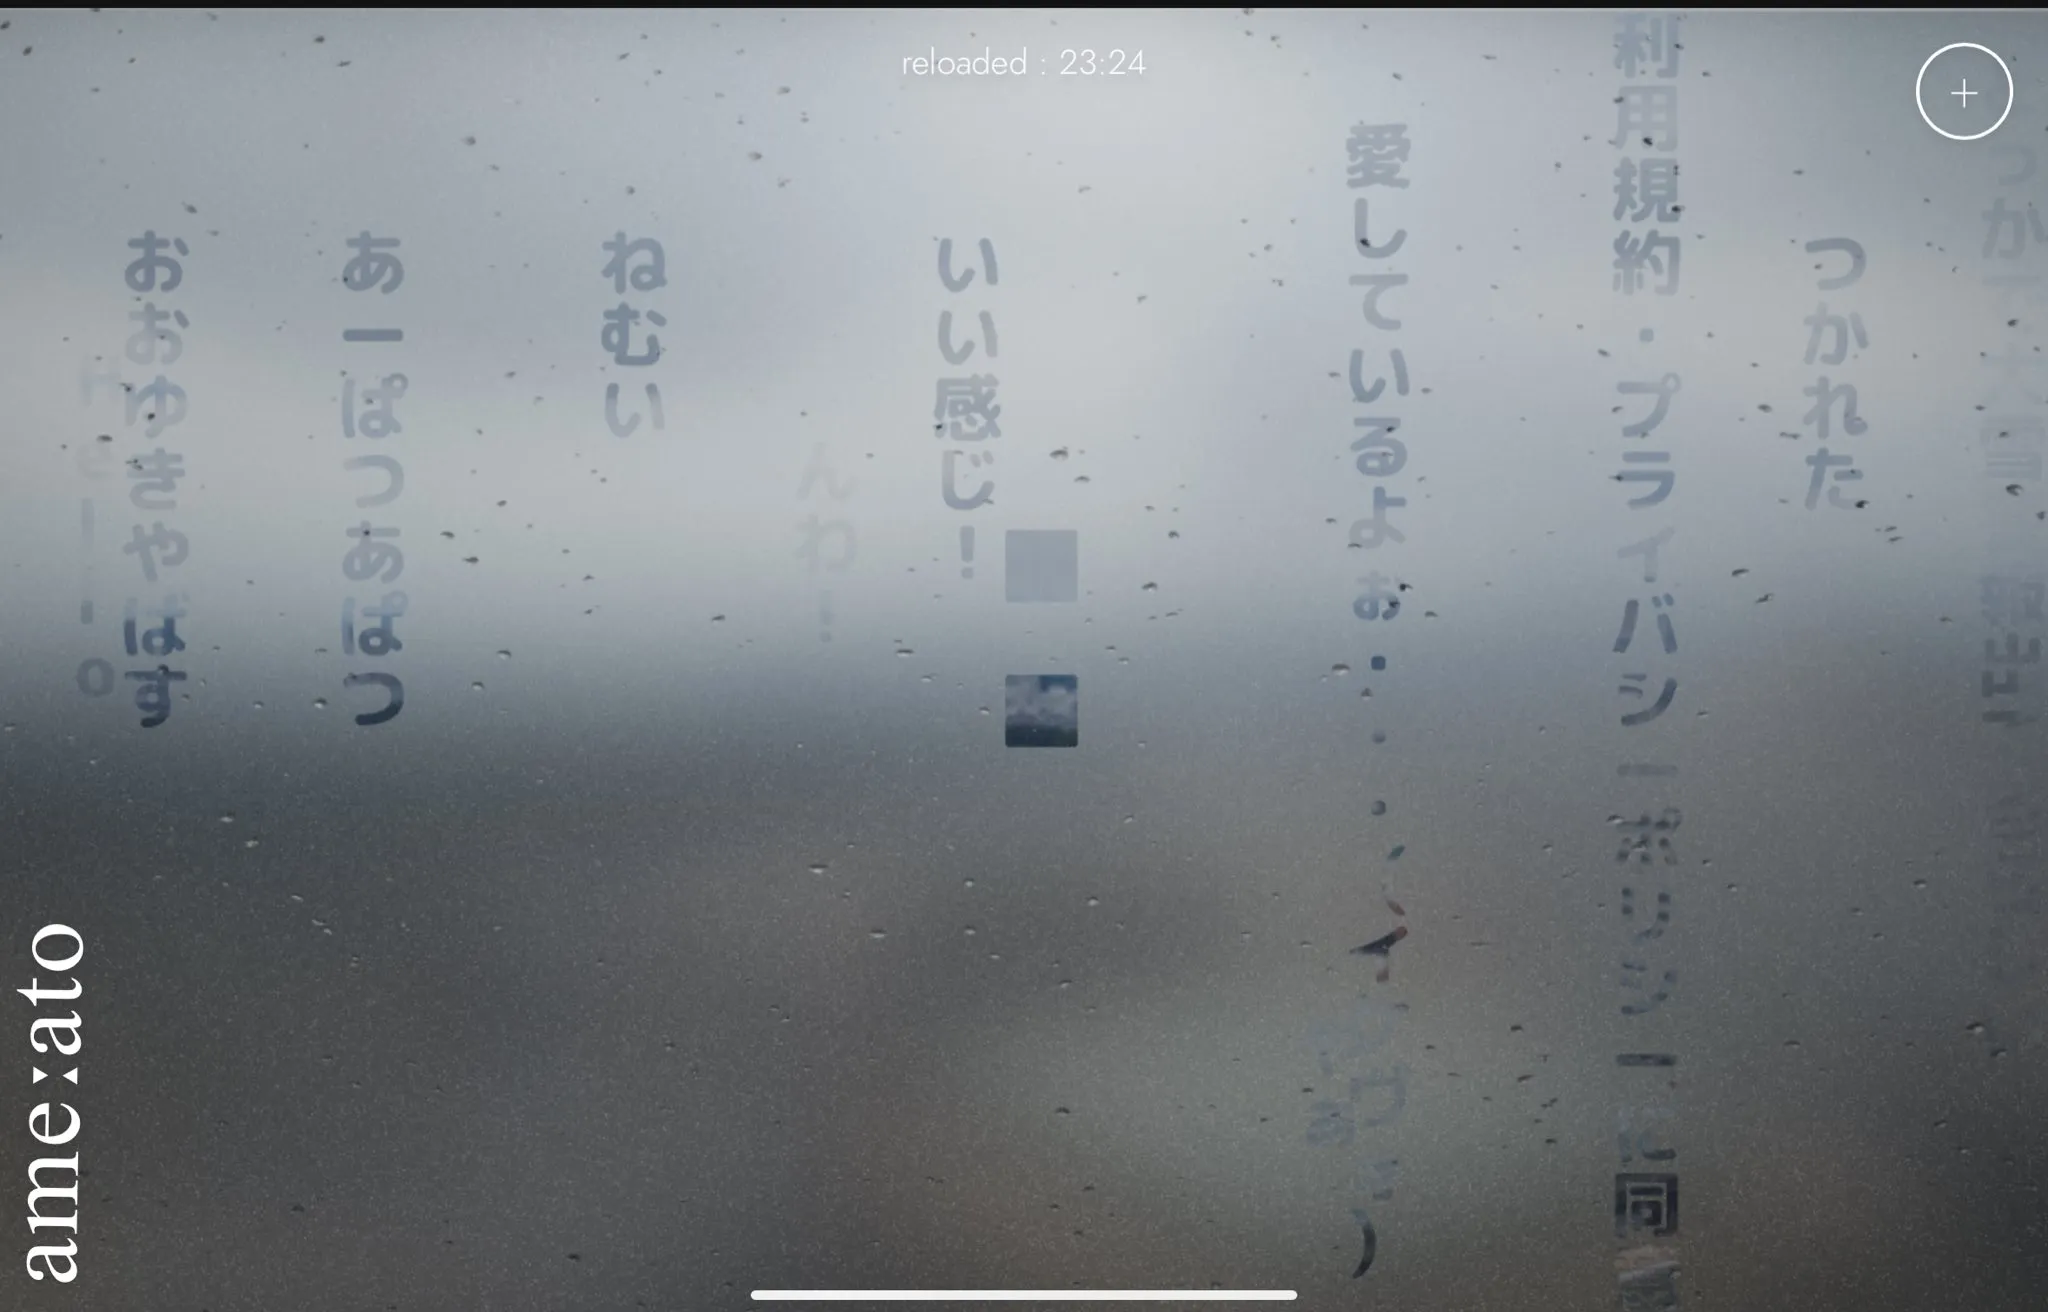 reloaded : 23:24
つかれた
利用規約・プライバシーポリシーに同
愛しているよぉ・・・
いい感じ！
んわ！
ねむい
あーぱつあぱつ
おおゆきやばす
Hello
ame:ato